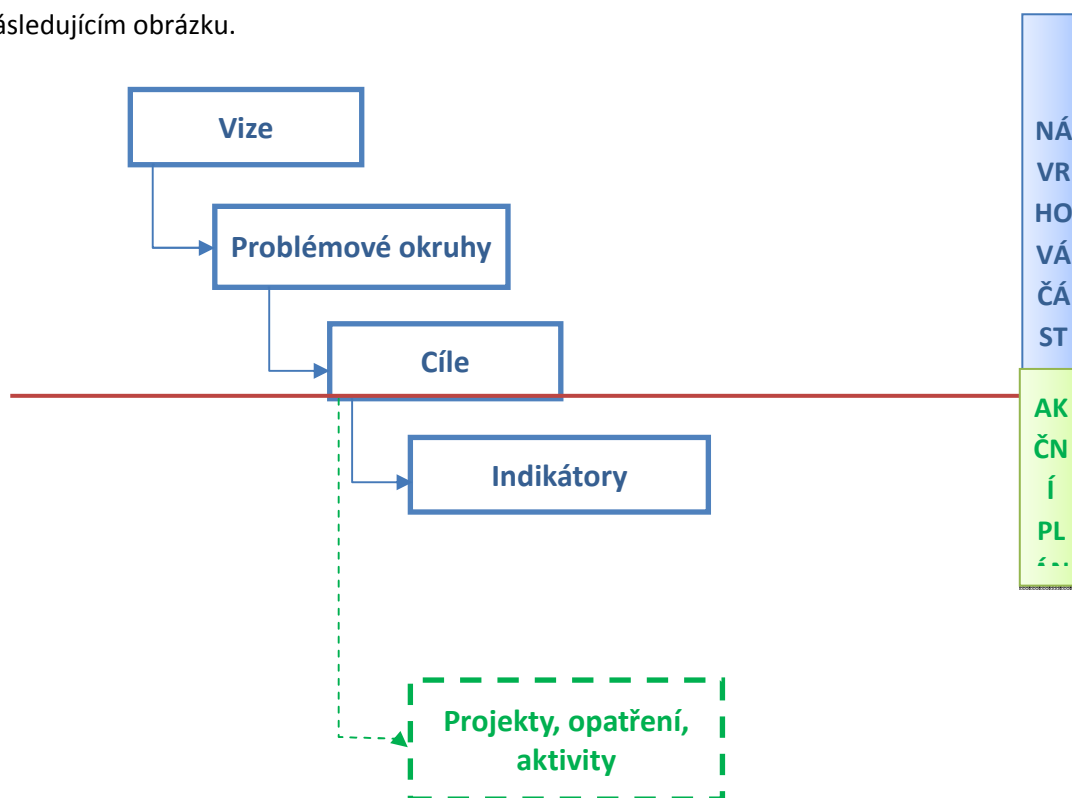 ásledujícím obrázku.
Vize
Problémové okruhy
Cíle
Indikátory
Projekty, opatření,
aktivity
NÁ
VR
HO
VÁ
ČÁ
ST
AK
ČN
Í
PL